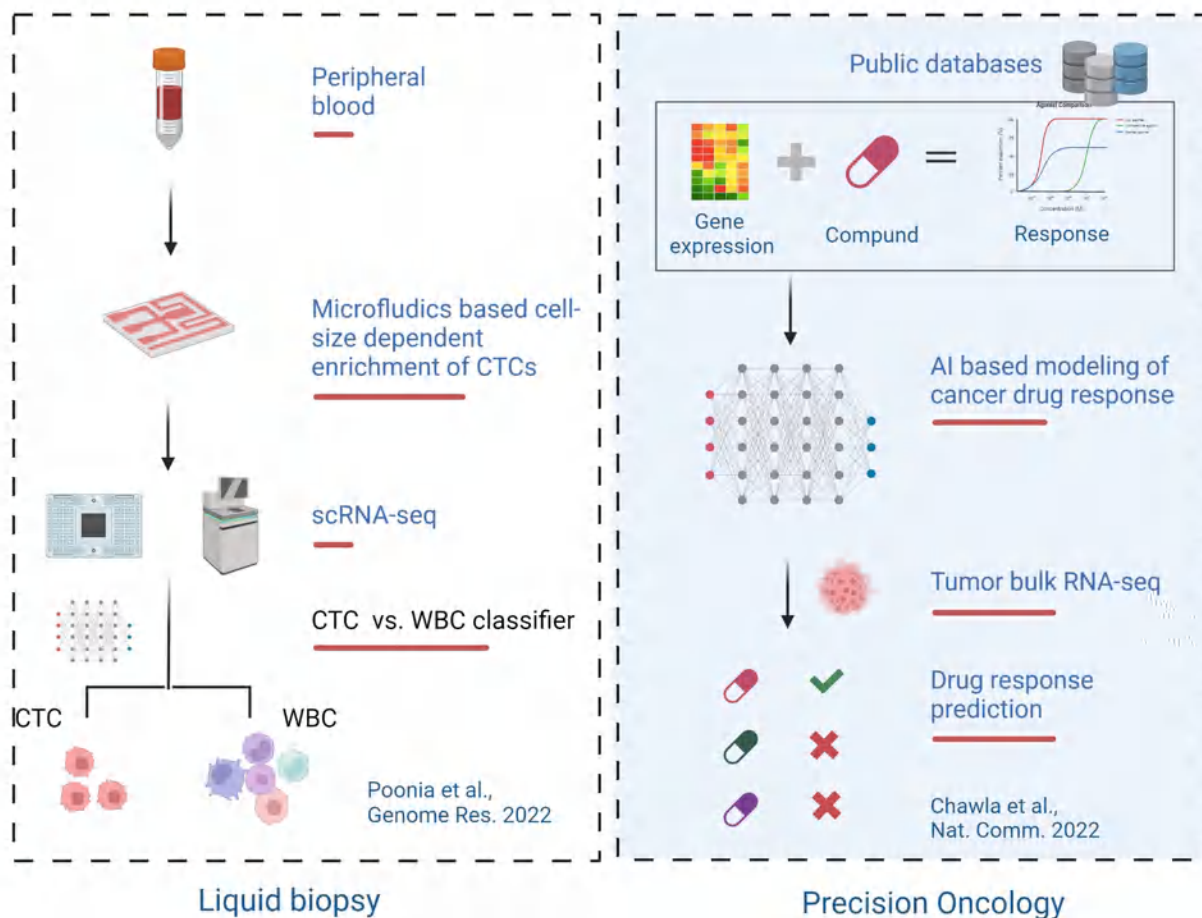 Peripheral
blood
Microfludics based cell-
size dependent
enrichment of CTCs
scRNA-seq
CTC vs. WBC classifier
CTC
WBC
Poonia et al.,
Genome Res. 2022
Liquid biopsy
Public databases
Gene
expression
Compund
Response
AI based modeling of
cancer drug response
Tumor bulk RNA-seq
Drug response
prediction
Chawla et al.,
Nat. Comm. 2022
Precision Oncology